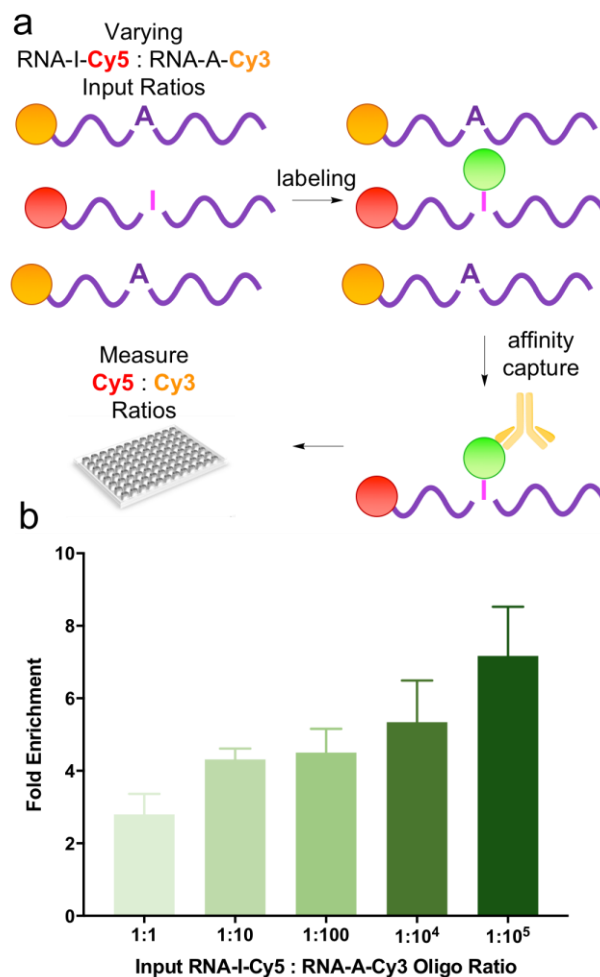 a
Varying
RNA-I-Cy5 : RNA-A-Cy3
Input Ratios
A
A
labeling
I
I
A
A
Measure
Cy5 : Cy3
Ratios
affinity
capture
I
b
Fold Enrichment
10
8
6
4
2
0
1:1 1:10 1:100 1:10⁴ 1:10⁵
Input RNA-I-Cy5 : RNA-A-Cy3 Oligo Ratio